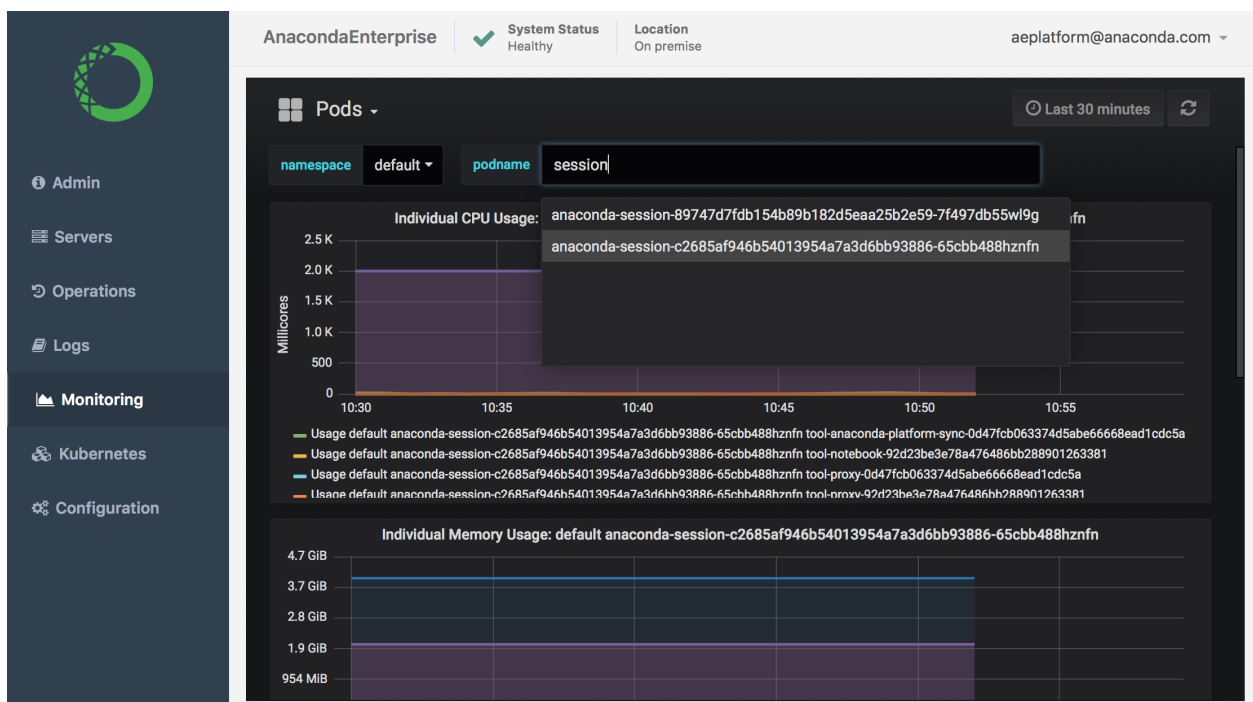 AnacondaEnterprise
System Status
Healthy
Location
On premise
aeplatform@anaconda.com
Admin
Servers
Operations
Logs
Monitoring
Kubernetes
Configuration
Pods
Last 30 minutes
namespace
default
podname
session
anaconda-session-89747d7fdb154b89b182d5eaa25b2e59-7f497db55wl9g
anaconda-session-c2685af946b54013954a7a3d6bb93886-65cbb488hznfn
Individual CPU Usage:
nfn
2.5 K
2.0 K
1.5 K
1.0 K
500
0
Millicores
10:30
10:35
10:40
10:45
10:50
10:55
Usage default anaconda-session-c2685af946b54013954a7a3d6bb93886-65cbb488hznfn tool-anaconda-platform-sync-0d47fcb063374d5abe66668ead1cdc5a
Usage default anaconda-session-c2685af946b54013954a7a3d6bb93886-65cbb488hznfn tool-notebook-92d23be3e78a476486bb288901263381
Usage default anaconda-session-c2685af946b54013954a7a3d6bb93886-65cbb488hznfn tool-proxy-0d47fcb063374d5abe66668ead1cdc5a
Usage default anaconda-session-c2685af946b54013954a7a3d6bb93886-65cbb488hznfn tool-proxy-92d23be3e78a476486bb288901263381
Individual Memory Usage: default anaconda-session-c2685af946b54013954a7a3d6bb93886-65cbb488hznfn
4.7 GiB
3.7 GiB
2.8 GiB
1.9 GiB
954 MiB